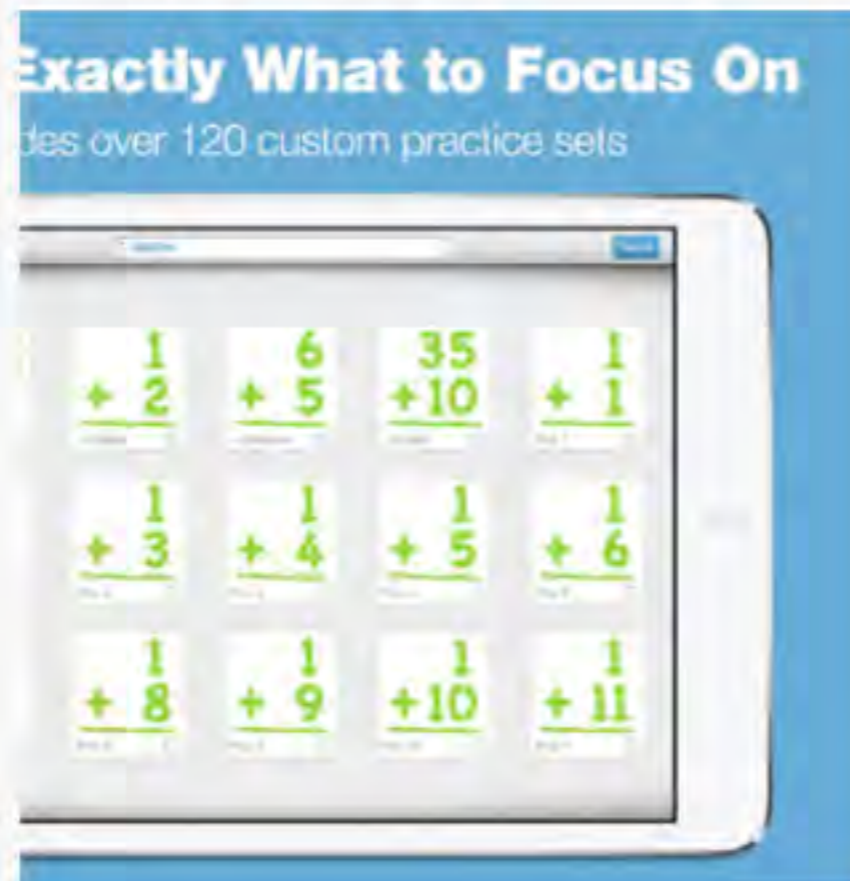 Exactly What to Focus On
des over 120 custom practice sets
1 6 35 1
+ 2 + 5 +10 + 1
1 1 1 1
+ 3 + 4 + 5 + 6
1 1 1 1
+ 8 + 9 +10 + 11